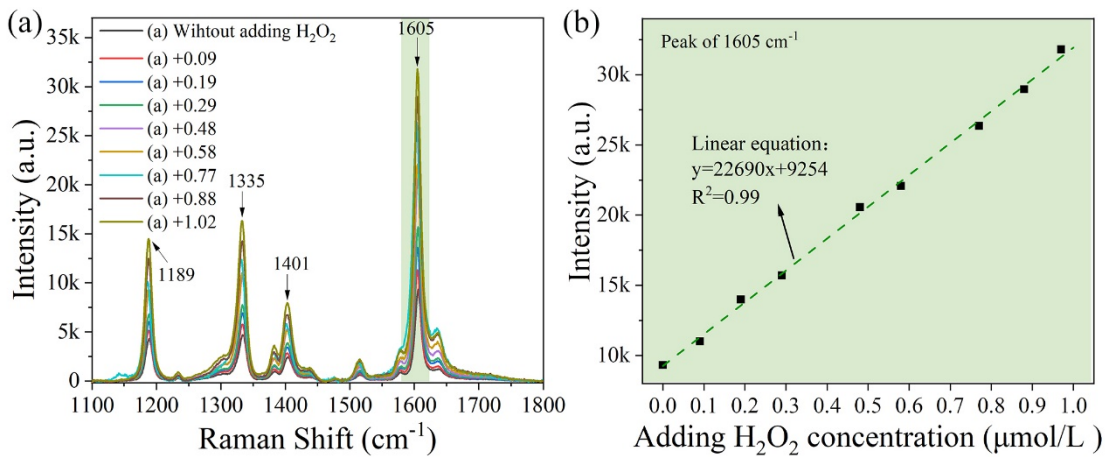 (a)
(a) Wihtout adding H₂O₂
(a) +0.09
(a) +0.19
(a) +0.29
(a) +0.48
(a) +0.58
(a) +0.77
(a) +0.88
(a) +1.02
1605
1335
1189
1401
35k
30k
25k
20k
15k
10k
5k
0
Intensity (a.u.)
1100 1200 1300 1400 1500 1600 1700 1800
Raman Shift (cm⁻¹)
(b)
Peak of 1605 cm⁻¹
Linear equation：
y=22690x+9254
R²=0.99
30k
25k
20k
15k
10k
Intensity (a.u.)
0.0 0.1 0.2 0.3 0.4 0.5 0.6 0.7 0.8 0.9 1.0
Adding H₂O₂ concentration (μmol/L )